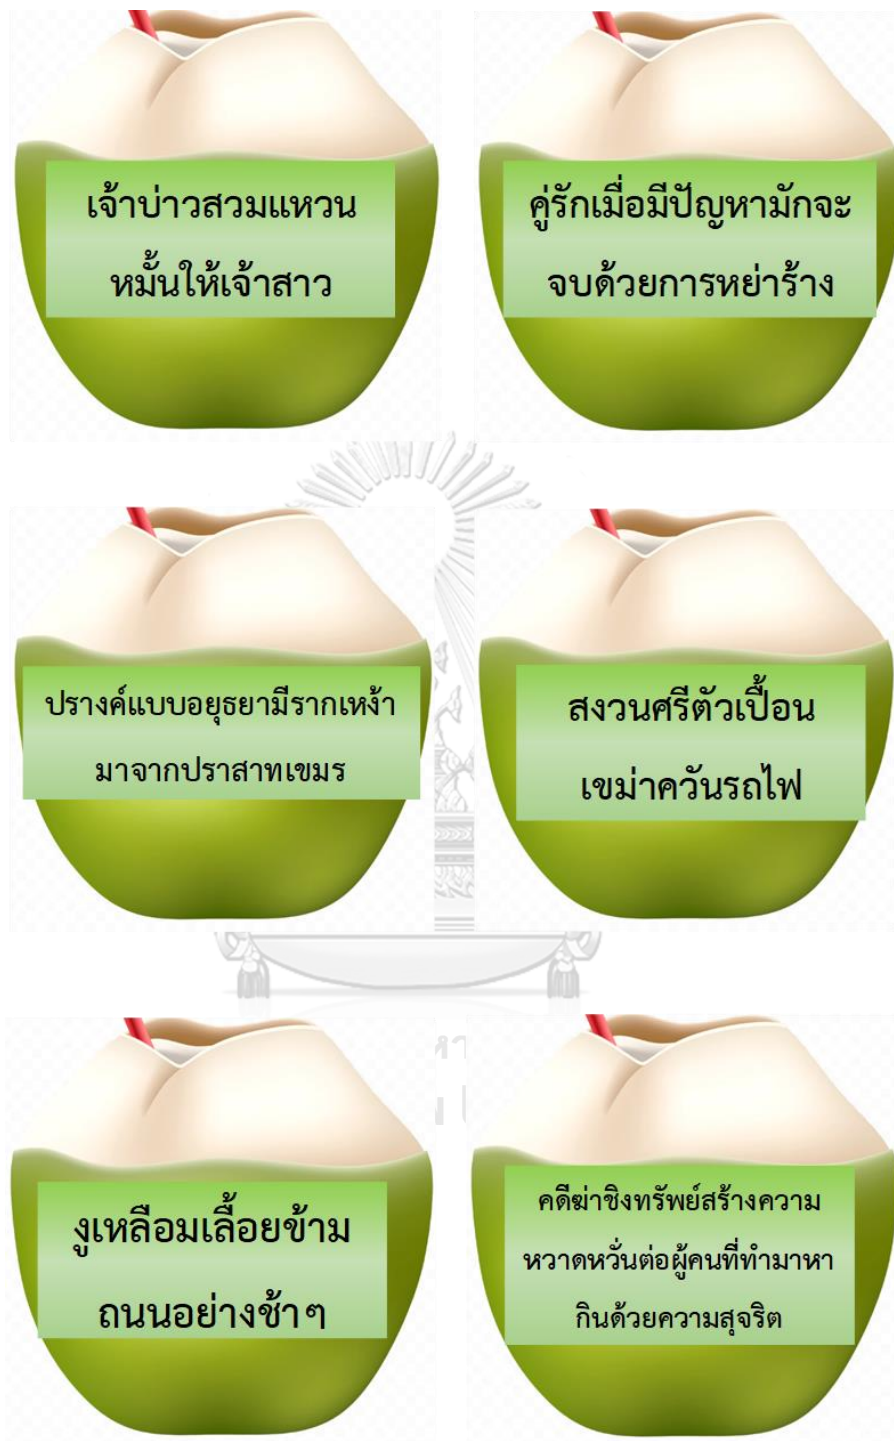 เจ้าบ่าวสวมแหวน
หมั้นให้เจ้าสาว
คู่รักเมื่อมีปัญหามักจะ
จบด้วยการหย่าร้าง
ปรางค์แบบอยุธยามีรากเหง้า
มาจากปราสาทเขมร
สงวนศรีตัวเปื้อน
เขม่าควันรถไฟ
งูเหลือมเลื้อยข้าม
ถนนอย่างช้าๆ
คดีฆ่าชิงทรัพย์สร้างความ
หวาดหวั่นต่อผู้คนที่ทำมาหา
กินด้วยความสุจริต